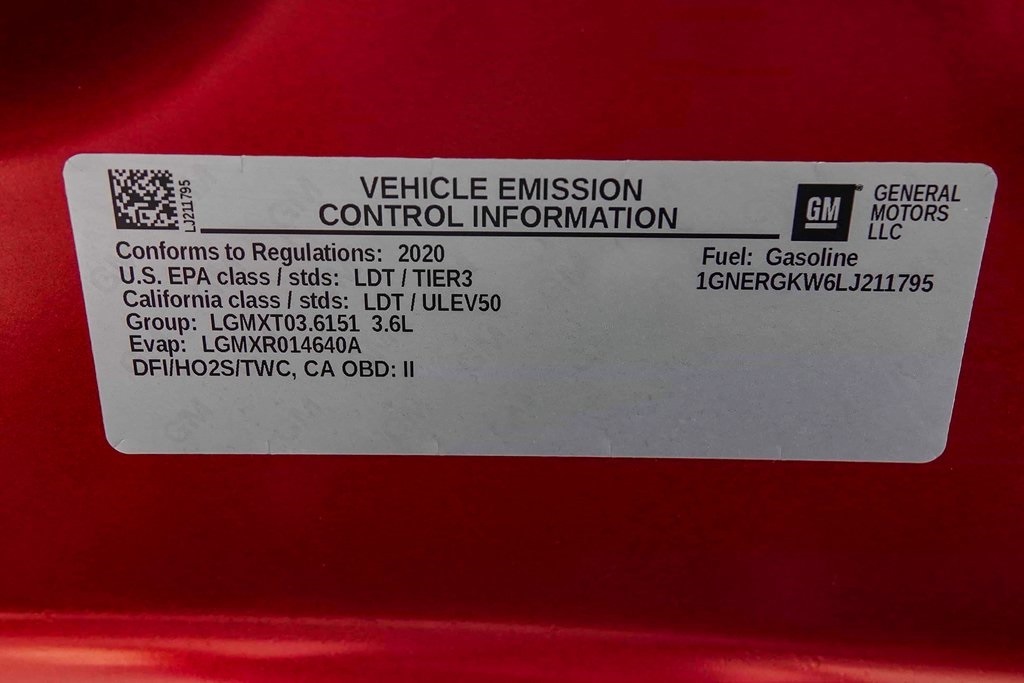 LJ211795
VEHICLE EMISSION
CONTROL INFORMATION
GM
GENERAL
MOTORS
LLC
Conforms to Regulations: 2020
U.S. EPA class / stds: LDT / TIER3
California class / stds: LDT / ULEV50
Group: LGMXT03.6151 3.6L
Evap: LGMXR014640A
DFI/HO2S/TWC, CA OBD: II
Fuel: Gasoline
1GNERGKW6LJ211795